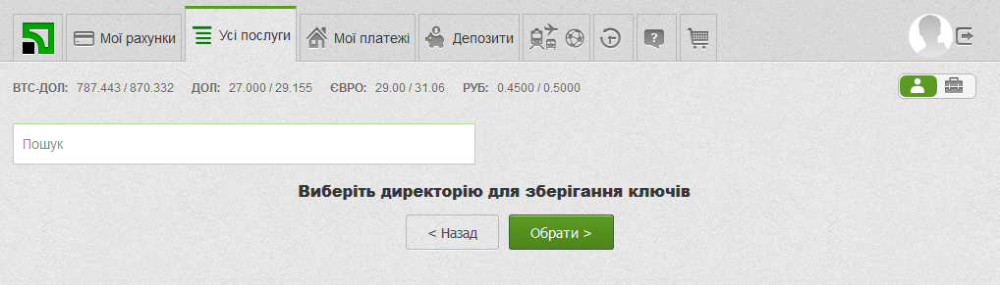 Мої рахунки Усі послуги Мої платежі Депозити
BTC-ДОЛ: 787.443 / 870.332 ДОЛ: 27.000 / 29.155 ЄВРО: 29.00 / 31.06 РУБ: 0.4500 / 0.5000
Пошук
Виберіть директорію для зберігання ключів
< Назад Обрати >